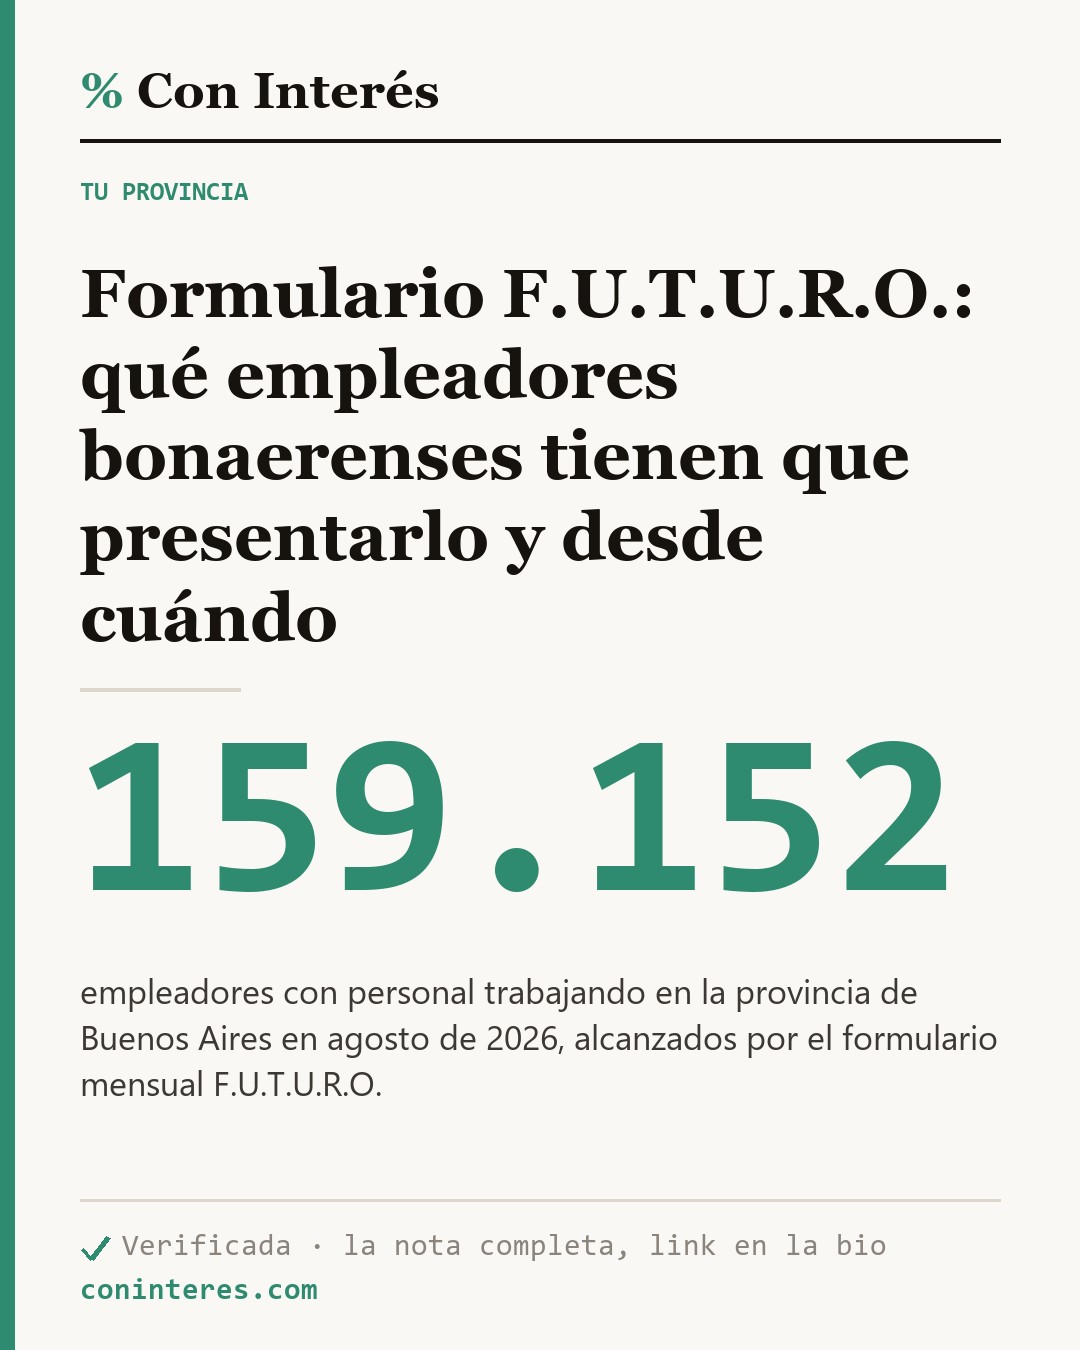 % Con Interés
TU PROVINCIA
Formulario F.U.T.U.R.O.:
qué empleadores
bonaerenses tienen que
presentarlo y desde
cuándo
159.152
empleadores con personal trabajando en la provincia de
Buenos Aires en agosto de 2026, alcanzados por el formulario
mensual F.U.T.U.R.O.
✓ Verificada · la nota completa, link en la bio
coninteres.com